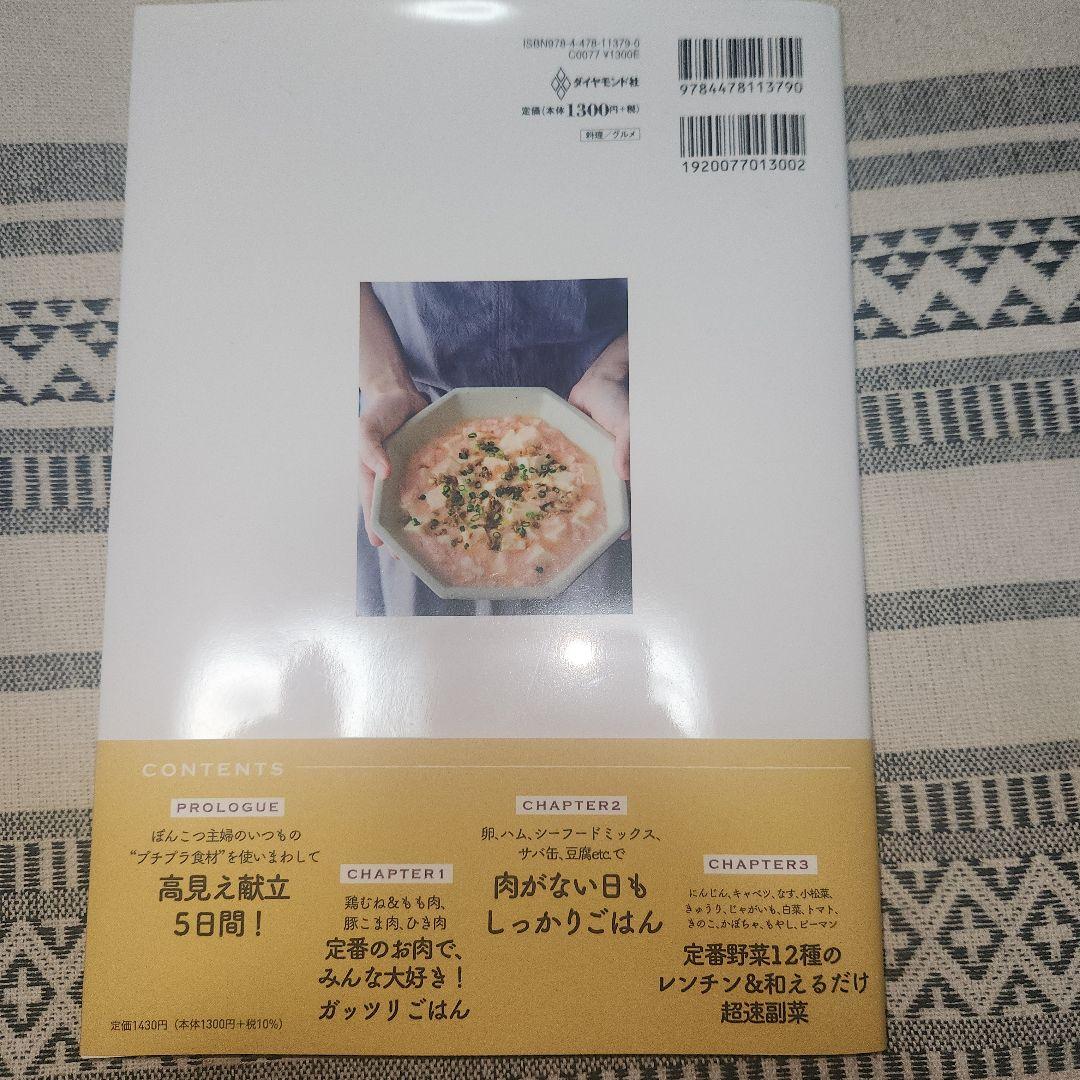 ISBN978-4-478-11379-0
C0077 ¥1300E
ダイヤモンド社
定価(本体1300円+税)
料理/グルメ
9784478113790
1920077013002
CONTENTS
PROLOGUE
ぽんこつ主婦のいつもの
“プチプラ食材”を使いまわして
高見え献立
5日間！
CHAPTER1
鶏むね&もも肉、
豚こま肉、ひき肉
定番のお肉で、
みんな大好き！
ガッツリごはん
CHAPTER2
卵、ハム、シーフードミックス、
サバ缶、豆腐etc.で
肉がない日も
しっかりごはん
CHAPTER3
にんじん、キャベツ、なす、小松菜、
きゅうり、じゃがいも、白菜、トマト、
きのこ、かぼちゃ、もやし、ピーマン
定番野菜12種の
レンチン&和えるだけ
超速副菜
定価1430円（本体1300円+税10%）